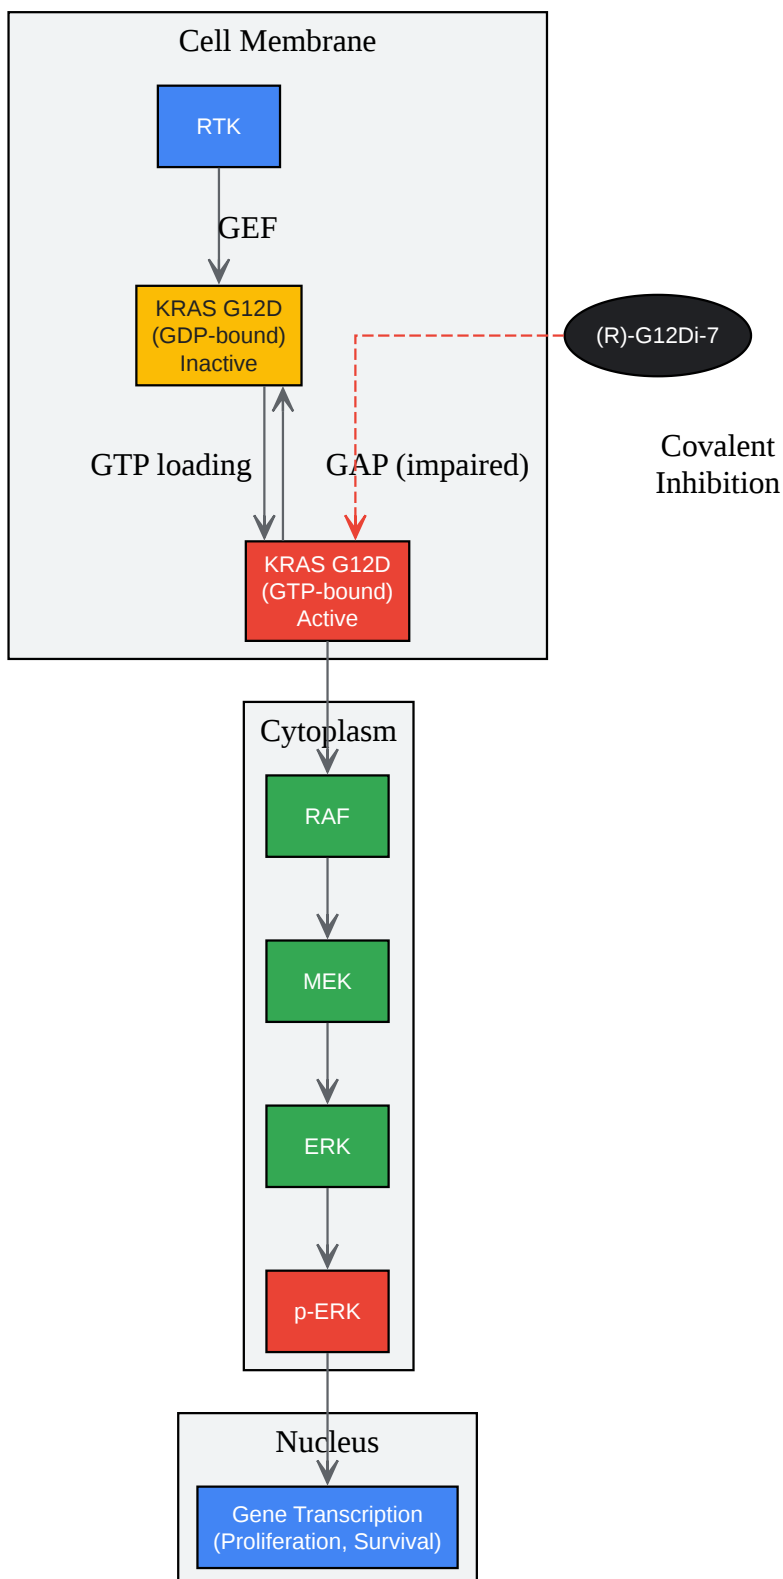 Cell Membrane
RTK
GEF
KRAS G12D
(GDP-bound)
Inactive
(R)-G12Di-7
GTP loading
GAP (impaired)
Covalent
Inhibition
KRAS G12D
(GTP-bound)
Active
Cytoplasm
RAF
MEK
ERK
p-ERK
Nucleus
Gene Transcription
(Proliferation, Survival)